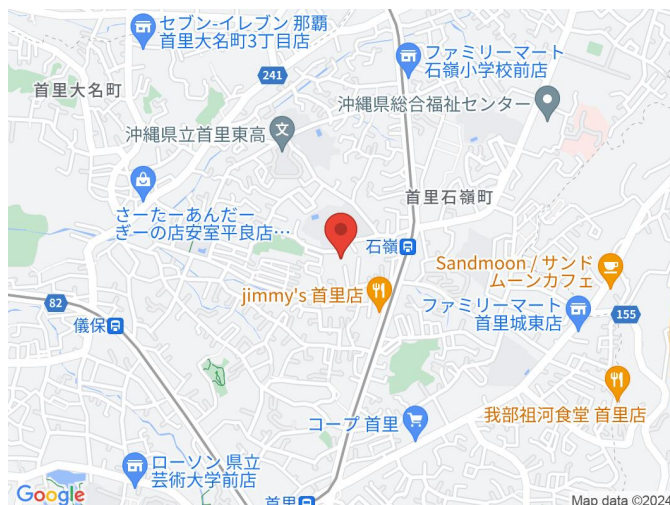 セブン-イレブン 那覇
首里大名町3丁目店
241
ファミリーマート
石嶺小学校前店
首里大名町
沖縄県総合福祉センター
沖縄県立首里東高
文
首里石嶺町
さーたーあんだー
ぎーの店安室平良店…
石嶺
Sandmoon / サンド
ムーンカフェ
jimmy's 首里店
82
儀保
ファミリーマート
首里城東店
155
我部祖河食堂 首里店
コープ 首里
ローソン 県立
芸術大学前店
首里
Google
Map data ©2024